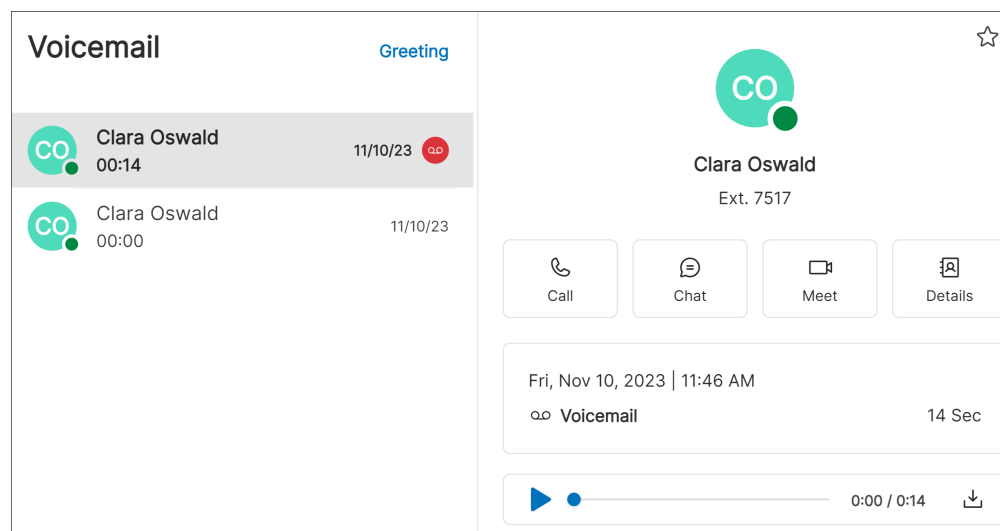 Voicemail
Greeting
CO
Clara Oswald
00:14
11/10/23
CO
Clara Oswald
00:00
11/10/23
CO
Clara Oswald
Ext. 7517
Call
Chat
Meet
Details
Fri, Nov 10, 2023 | 11:46 AM
Voicemail
14 Sec
0:00 / 0:14